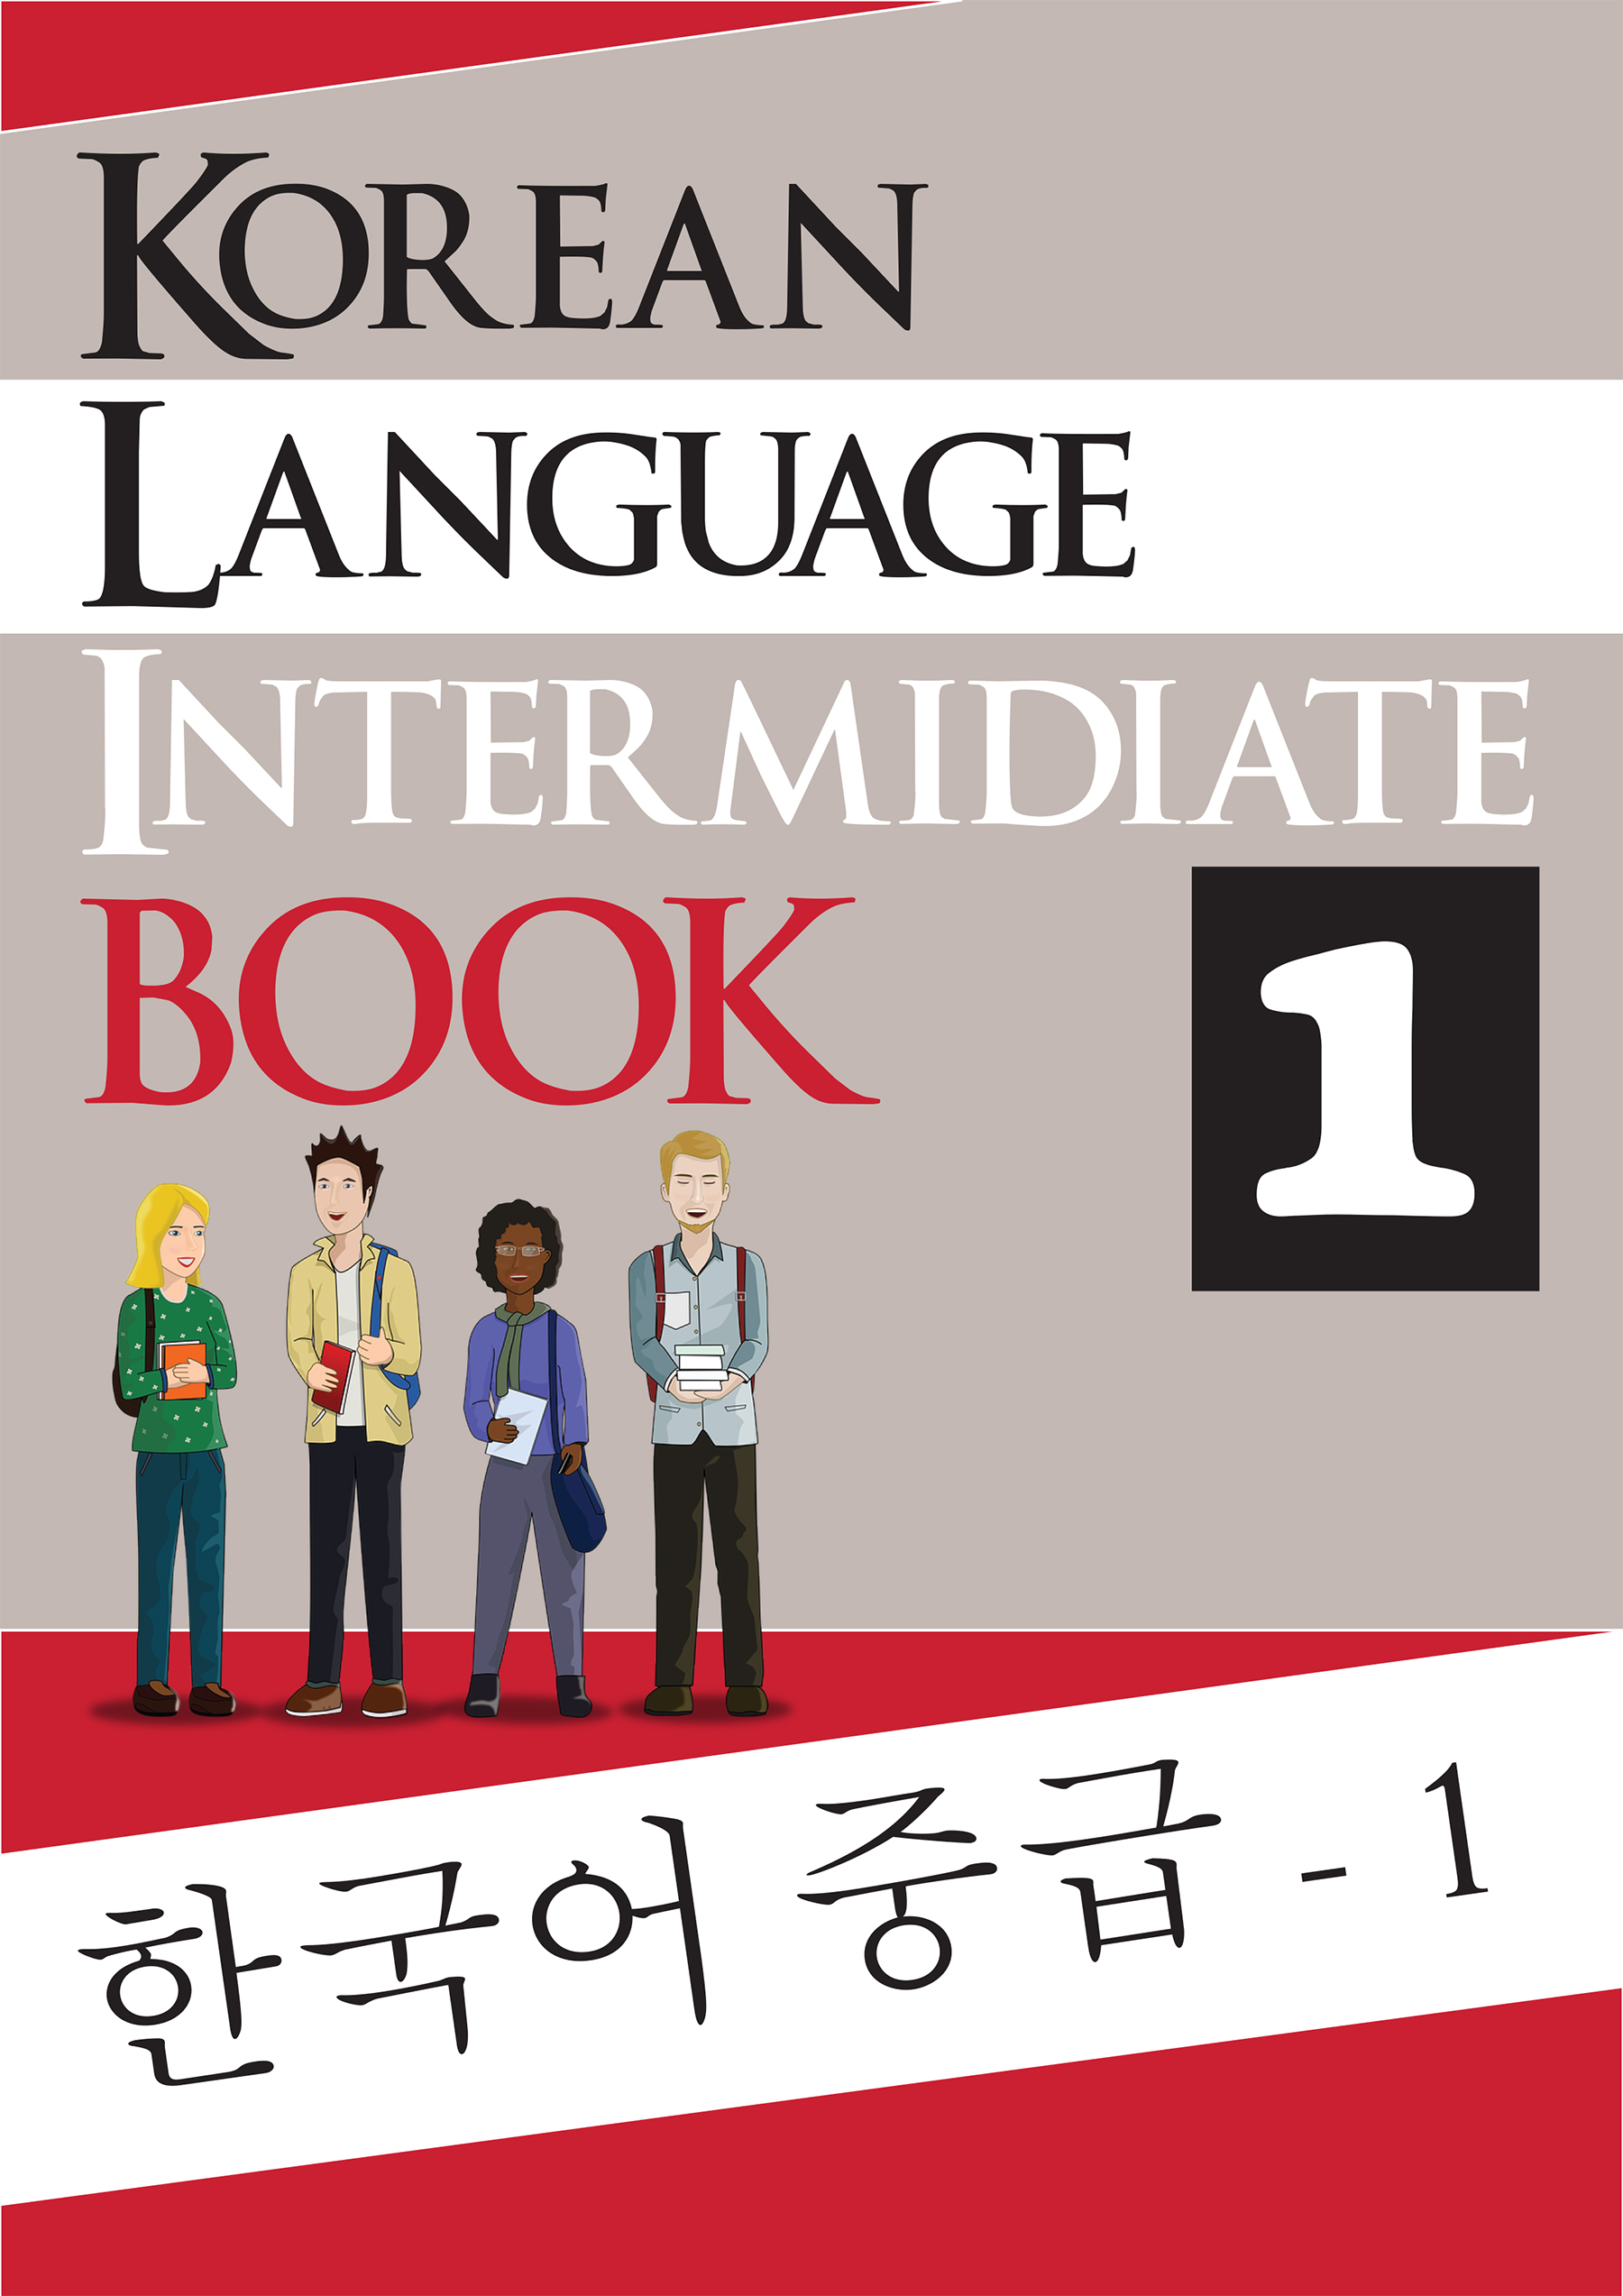 KOREAN
LANGUAGE
INTERMIDIATE
BOOK
1
한국어 중급 - 1